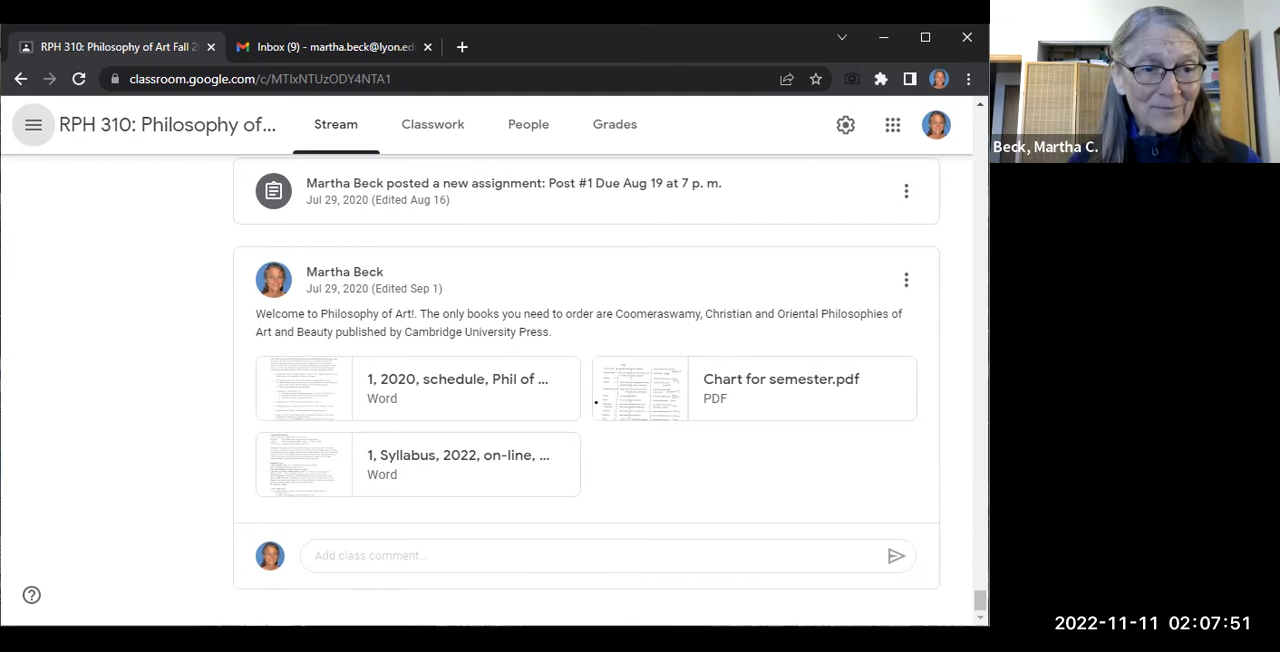 RPH 310: Philosophy of Art Fall 2
Inbox (9) - martha.beck@lyon.ed
classroom.google.com/c/MTIxNTUzODY4NTA1
RPH 310: Philosophy of...
Stream
Classwork
People
Grades
Beck, Martha C.
Martha Beck posted a new assignment: Post #1 Due Aug 19 at 7 p. m.
Jul 29, 2020 (Edited Aug 16)
Martha Beck
Jul 29, 2020 (Edited Sep 1)
Welcome to Philosophy of Art!. The only books you need to order are Coomeraswamy, Christian and Oriental Philosophies of
Art and Beauty published by Cambridge University Press.
1, 2020, schedule, Phil of ...
Word
Chart for semester.pdf
PDF
1, Syllabus, 2022, on-line, ...
Word
Add class comment...
2022-11-11 02:07:51